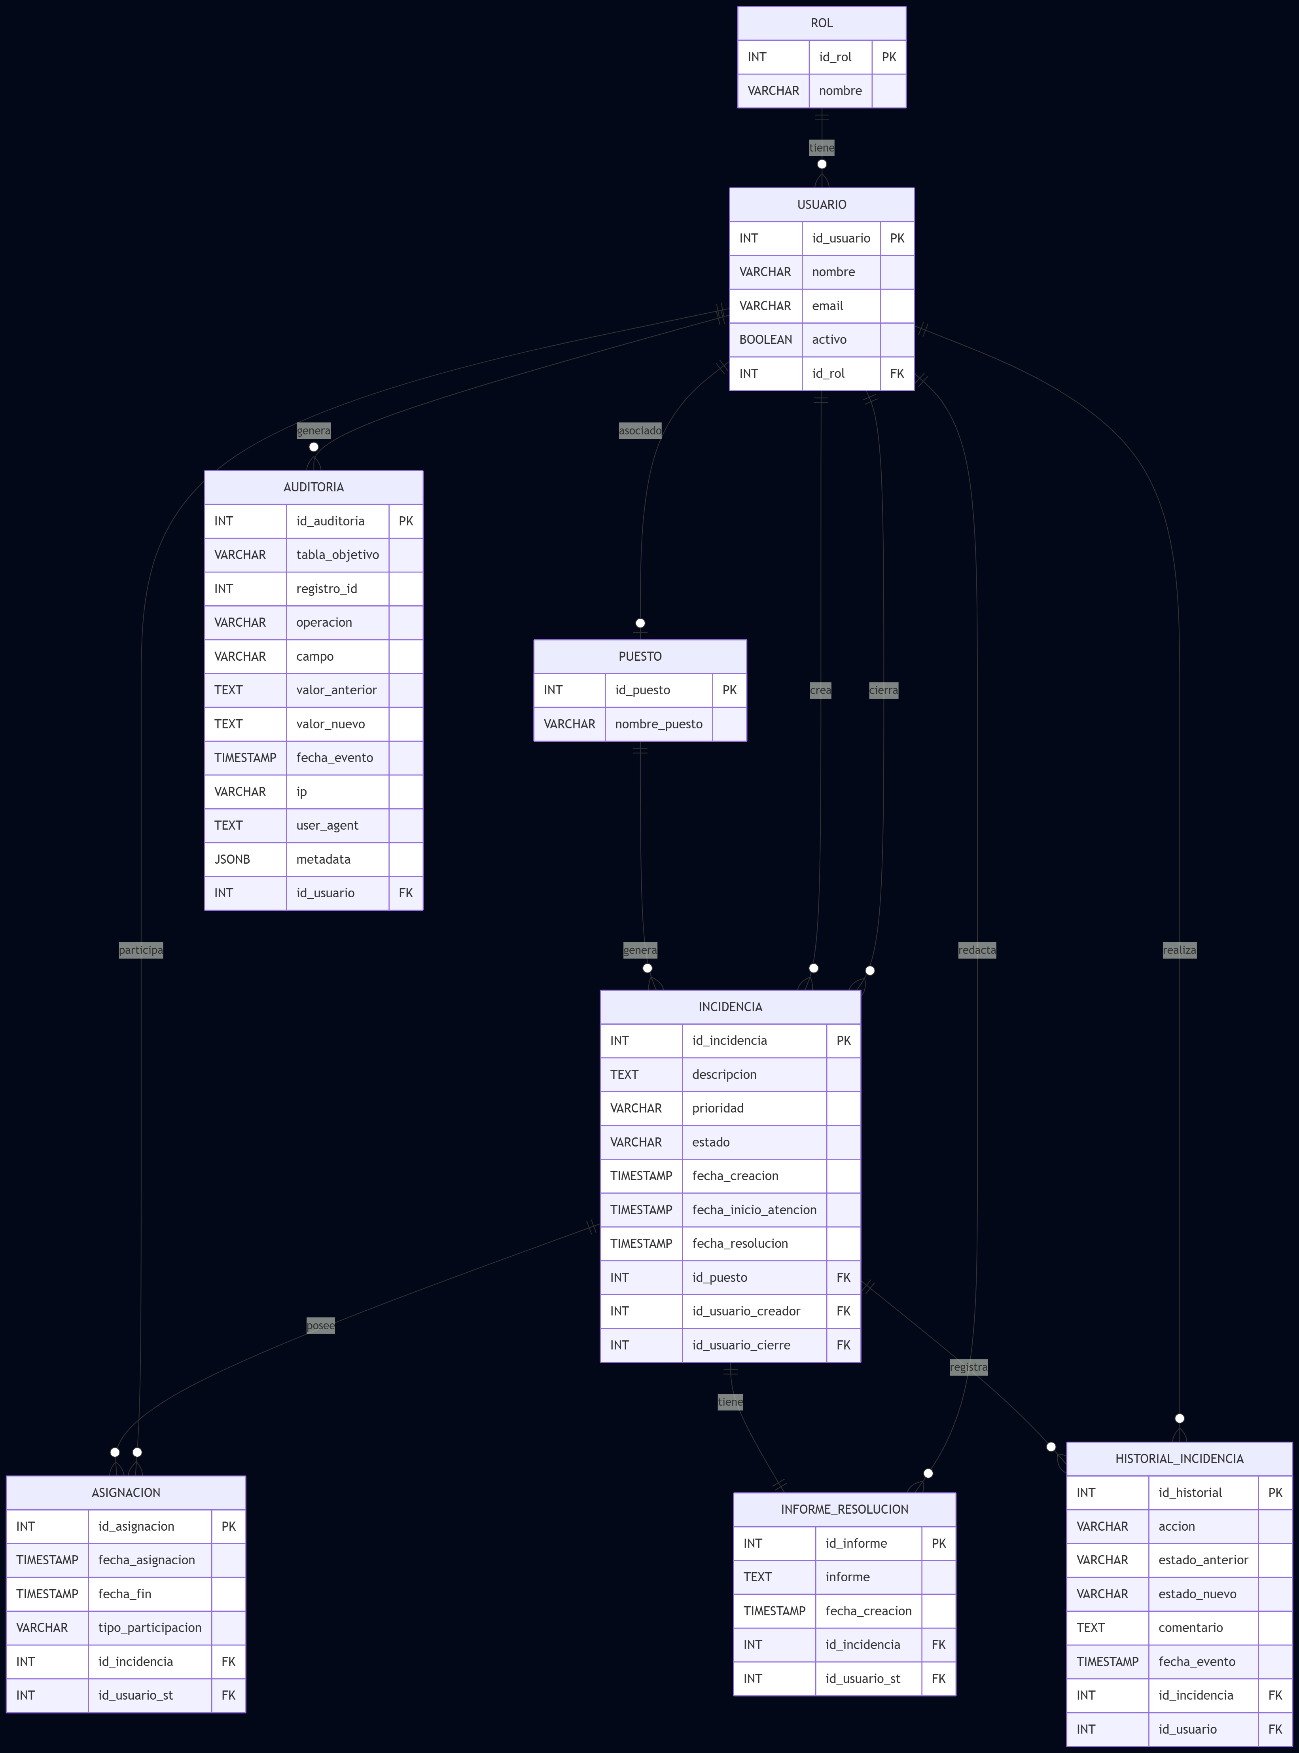 ROL
INT id_rol PK
VARCHAR nombre
tiene
USUARIO
INT id_usuario PK
VARCHAR nombre
VARCHAR email
BOOLEAN activo
INT id_rol FK
genera
asociado
AUDITORIA
INT id_auditoria PK
VARCHAR tabla_objetivo
INT registro_id
VARCHAR operacion
VARCHAR campo
TEXT valor_anterior
TEXT valor_nuevo
TIMESTAMP fecha_evento
VARCHAR ip
TEXT user_agent
JSONB metadata
INT id_usuario FK
PUESTO
INT id_puesto PK
VARCHAR nombre_puesto
crea
cierra
participa
genera
redacta
realiza
INCIDENCIA
INT id_incidencia PK
TEXT descripcion
VARCHAR prioridad
VARCHAR estado
TIMESTAMP fecha_creacion
TIMESTAMP fecha_inicio_atencion
TIMESTAMP fecha_resolucion
INT id_puesto FK
INT id_usuario_creador FK
INT id_usuario_cierre FK
posee
registra
tiene
ASIGNACION
INT id_asignacion PK
TIMESTAMP fecha_asignacion
TIMESTAMP fecha_fin
VARCHAR tipo_participacion
INT id_incidencia FK
INT id_usuario_st FK
INFORME_RESOLUCION
INT id_informe PK
TEXT informe
TIMESTAMP fecha_creacion
INT id_incidencia FK
INT id_usuario_st FK
HISTORIAL_INCIDENCIA
INT id_historial PK
VARCHAR accion
VARCHAR estado_anterior
VARCHAR estado_nuevo
TEXT comentario
TIMESTAMP fecha_evento
INT id_incidencia FK
INT id_usuario FK